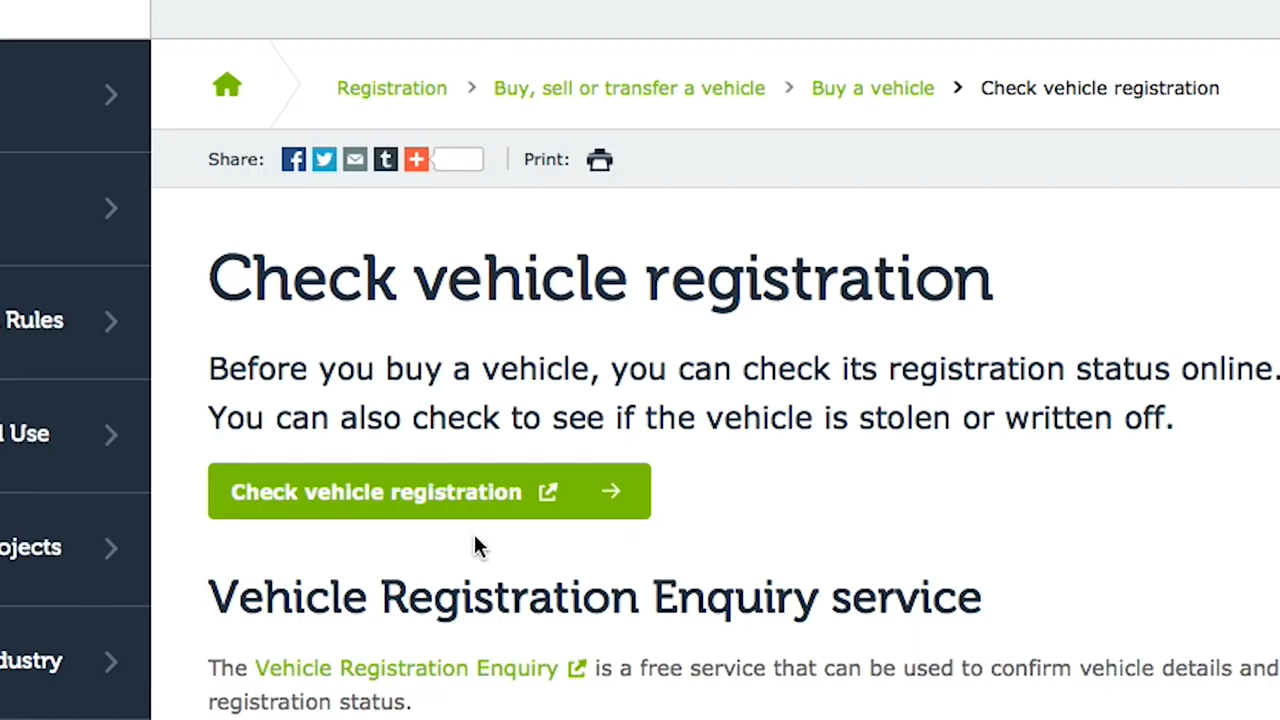 Registration > Buy, sell or transfer a vehicle > Buy a vehicle > Check vehicle registration
Share: Print:
Check vehicle registration
Before you buy a vehicle, you can check its registration status online.
You can also check to see if the vehicle is stolen or written off.
Check vehicle registration
Vehicle Registration Enquiry service
The Vehicle Registration Enquiry is a free service that can be used to confirm vehicle details and
registration status.
Rules
Use
ojects
dustry